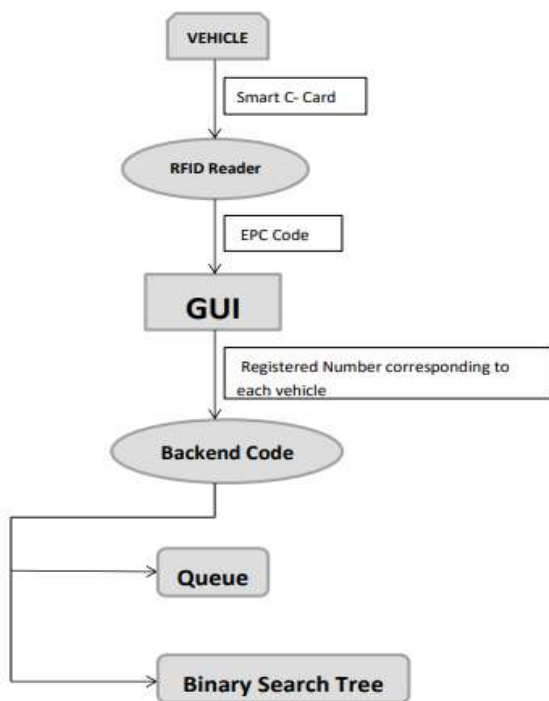 VEHICLE
Smart C- Card
RFID Reader
EPC Code
GUI
Registered Number corresponding to
each vehicle
Backend Code
Queue
Binary Search Tree